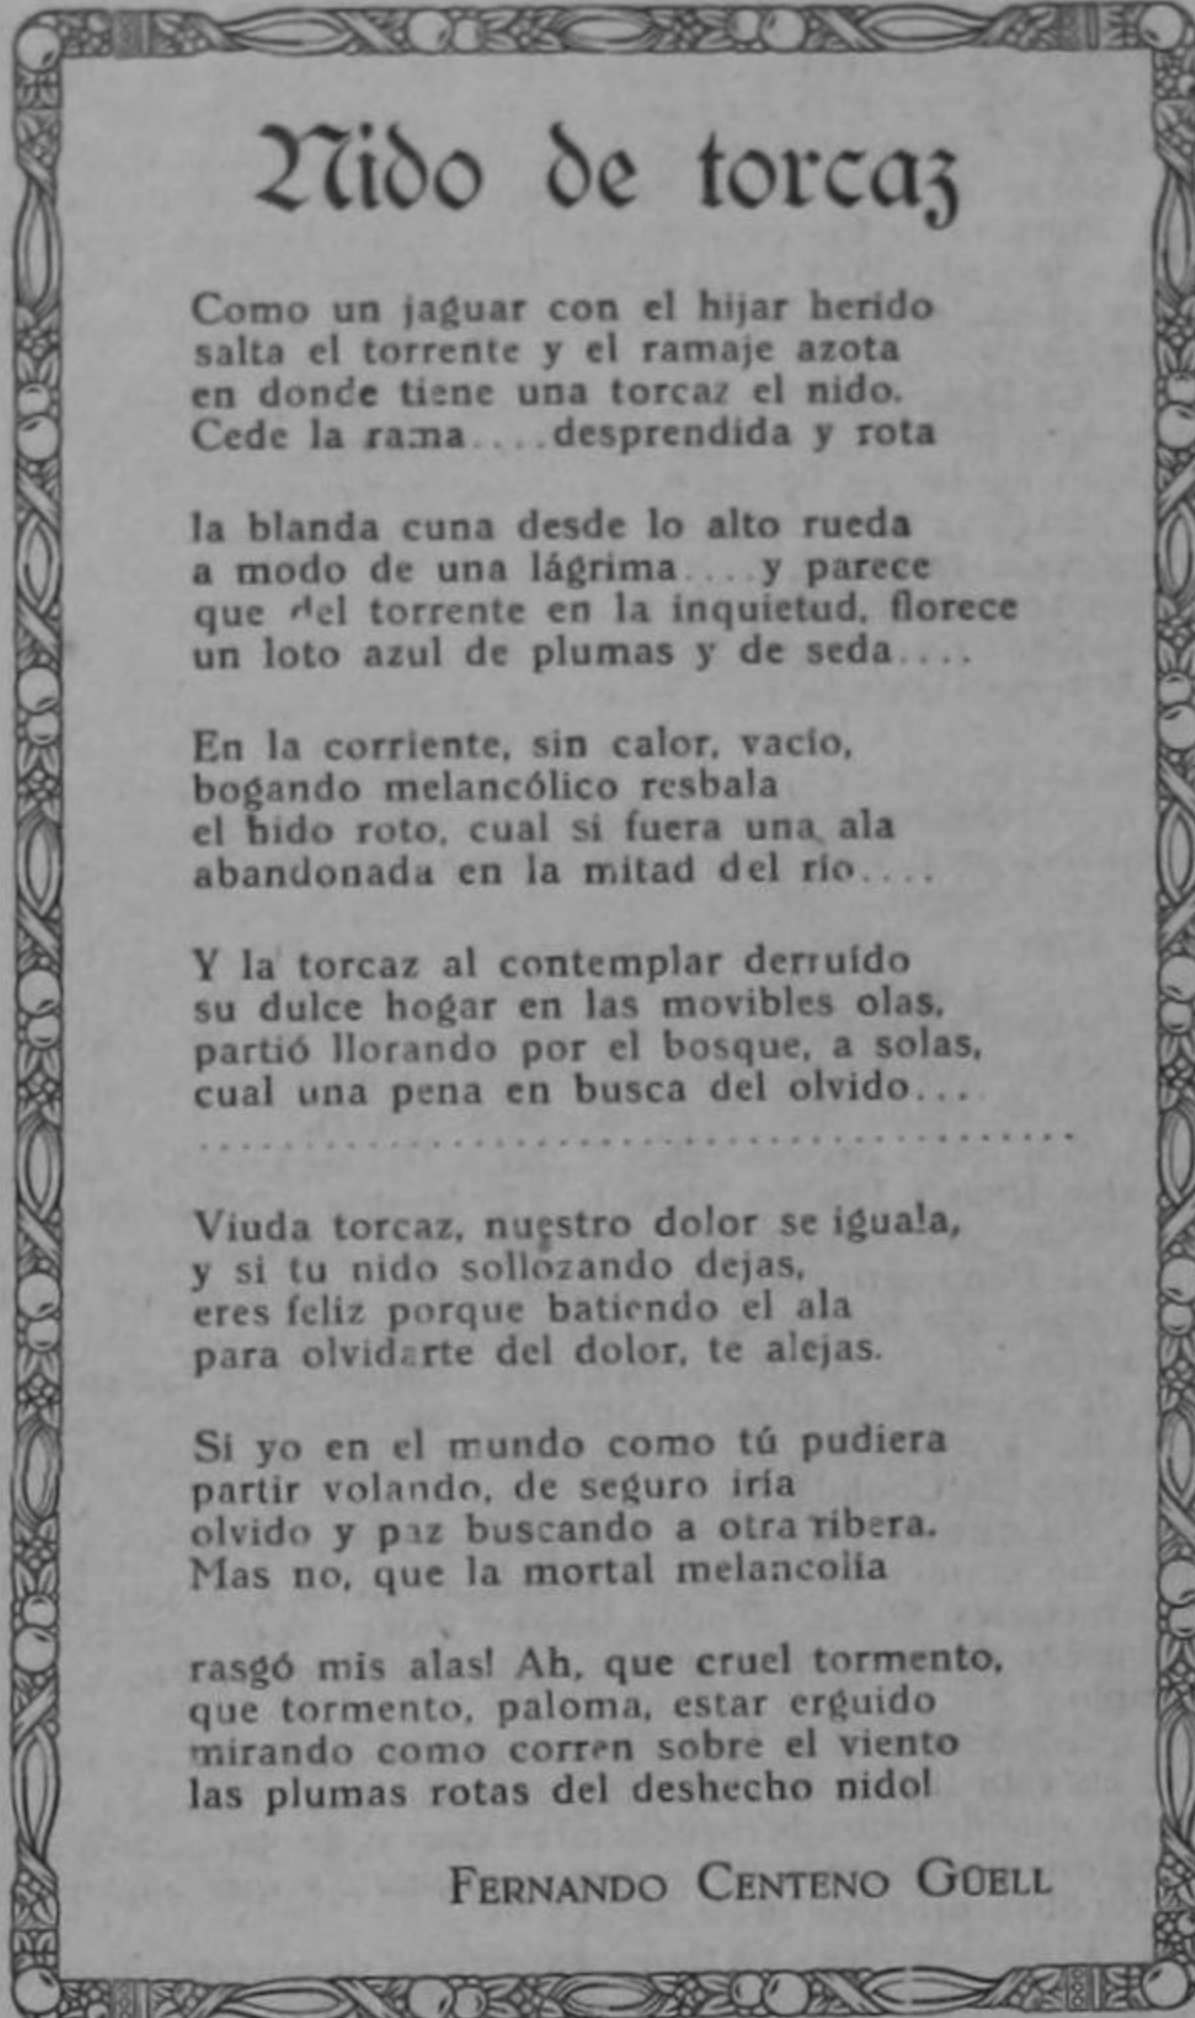 Nido de torcaz
Como un jaguar con el hijar herido
salta el torrente y el ramaje azota
en donde tiene una torcaz el nido.
Cede la rama....desprendida y rota
la blanda cuna desde lo alto rueda
a modo de una lágrima....y parece
que del torrente en la inquietud, florece
un loto azul de plumas y de seda....
En la corriente, sin calor, vacío,
bogando melancólico resbala
el hido roto, cual si fuera una ala
abandonada en la mitad del río....
Y la torcaz al contemplar derruído
su dulce hogar en las movibles olas,
partió llorando por el bosque, a solas,
cual una pena en busca del olvido....
Viuda torcaz, nuestro dolor se iguala,
y si tu nido sollozando dejas,
eres feliz porque batiendo el ala
para olvidarte del dolor, te alejas.
Si yo en el mundo como tú pudiera
partir volando, de seguro iría
olvido y paz buscando a otra ribera.
Mas no, que la mortal melancolía
rasgó mis alas! Ah, que cruel tormento,
que tormento, paloma, estar erguido
mirando como corren sobre el viento
las plumas rotas del deshecho nido!
FERNANDO CENTENO GÜELL